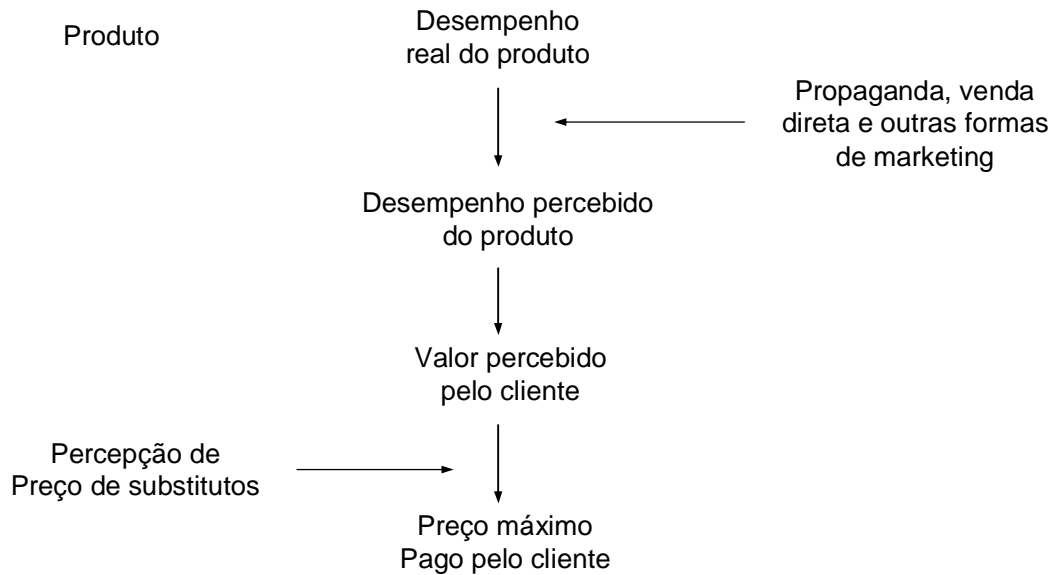 Produto
Desempenho
real do produto
Propaganda, venda
direta e outras formas
de marketing
Desempenho percebido
do produto
Valor percebido
pelo cliente
Percepção de
Preço de substitutos
Preço máximo
Pago pelo cliente